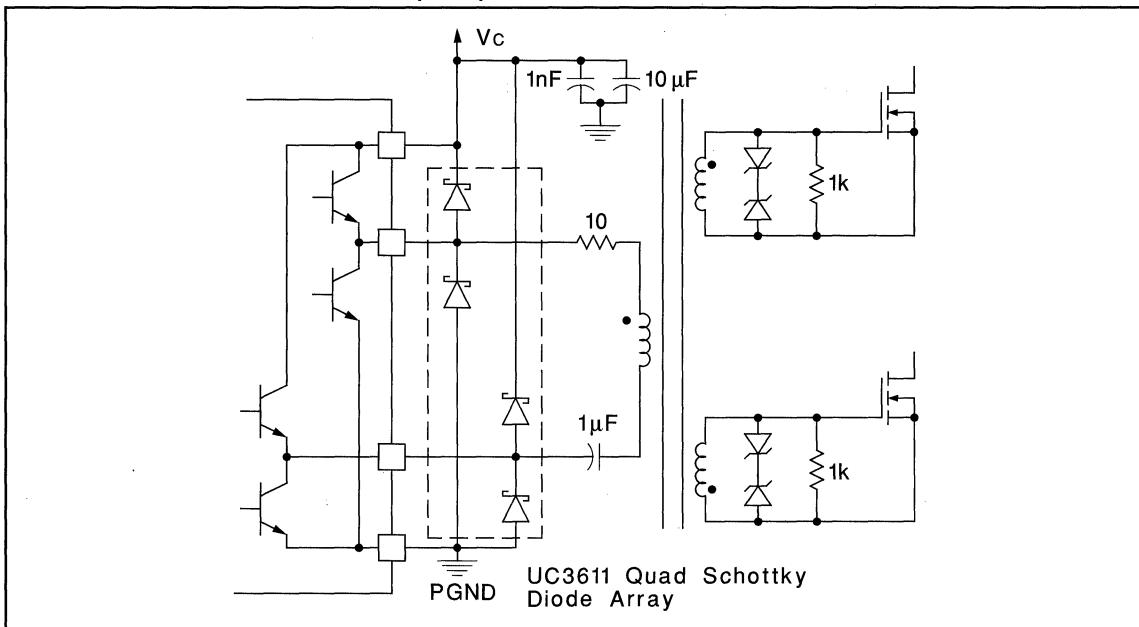 Vc
1nF
10 μF
1k
10
1μF
1k
PGND
UC3611 Quad Schottky
Diode Array